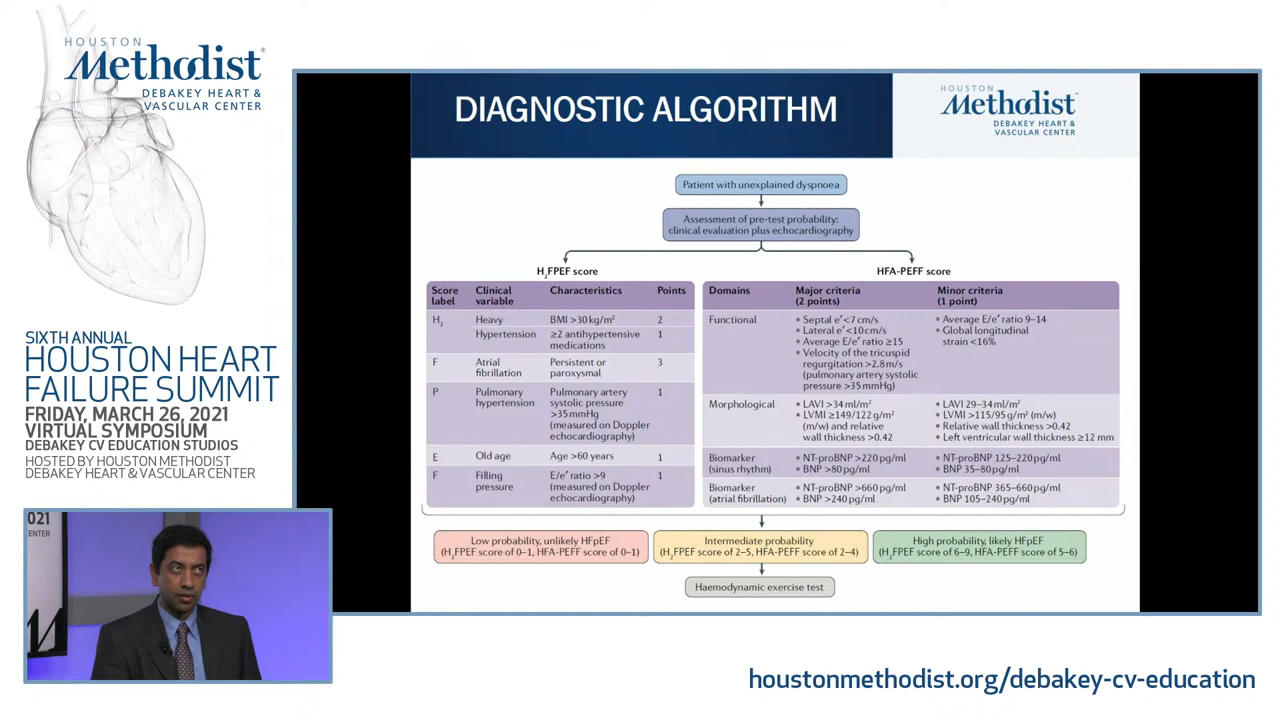 HOUSTON
Methodist
DEBAKEY HEART &
VASCULAR CENTER
SIXTH ANNUAL
HOUSTON HEART
FAILURE SUMMIT
FRIDAY, MARCH 26, 2021
VIRTUAL SYMPOSIUM
DEBAKEY CV EDUCATION STUDIOS
HOSTED BY HOUSTON METHODIST
DEBAKEY HEART & VASCULAR CENTER
021
CENTER
DIAGNOSTIC ALGORITHM
HOUSTON
Methodist
DEBAKEY HEART &
VASCULAR CENTER
Patient with unexplained dyspnoea
Assessment of pre-test probability:
clinical evaluation plus echocardiography
H₂FPEF score
Score label
Clinical variable
Characteristics
Points
H₂
Heavy
BMI >30 kg/m²
2
Hypertension
≥2 antihypertensive
medications
1
F
Atrial
fibrillation
Persistent or
paroxysmal
3
P
Pulmonary
hypertension
Pulmonary artery
systolic pressure
>35 mmHg
(measured on Doppler
echocardiography)
1
E
Old age
Age >60 years
1
F
Filling
pressure
E/e′ ratio >9
(measured on Doppler
echocardiography)
1
HFA-PEFF score
Domains
Major criteria
(2 points)
Minor criteria
(1 point)
Functional
• Septal e′ <7 cm/s
• Lateral e′ <10 cm/s
• Average E/e′ ratio ≥15
• Velocity of the tricuspid
regurgitation >2.8 m/s
(pulmonary artery systolic
pressure >35 mmHg)
• Average E/e′ ratio 9–14
• Global longitudinal
strain <16%
Morphological
• LAVI >34 ml/m²
• LVMI ≥149/122 g/m²
(m/w) and relative
wall thickness >0.42
• LAVI 29–34 ml/m²
• LVMI >115/95 g/m² (m/w)
• Relative wall thickness >0.42
• Left ventricular wall thickness ≥12 mm
Biomarker
(sinus rhythm)
• NT-proBNP >220 pg/ml
• BNP >80 pg/ml
• NT-proBNP 125–220 pg/ml
• BNP 35–80 pg/ml
Biomarker
(atrial fibrillation)
• NT-proBNP >660 pg/ml
• BNP >240 pg/ml
• NT-proBNP 365–660 pg/ml
• BNP 105–240 pg/ml
Low probability, unlikely HFpEF
(H₂FPEF score of 0–1, HFA-PEFF score of 0–1)
Intermediate probability
(H₂FPEF score of 2–5, HFA-PEFF score of 2–4)
High probability, likely HFpEF
(H₂FPEF score of 6–9, HFA-PEFF score of 5–6)
Haemodynamic exercise test
houstonmethodist.org/debakey-cv-education